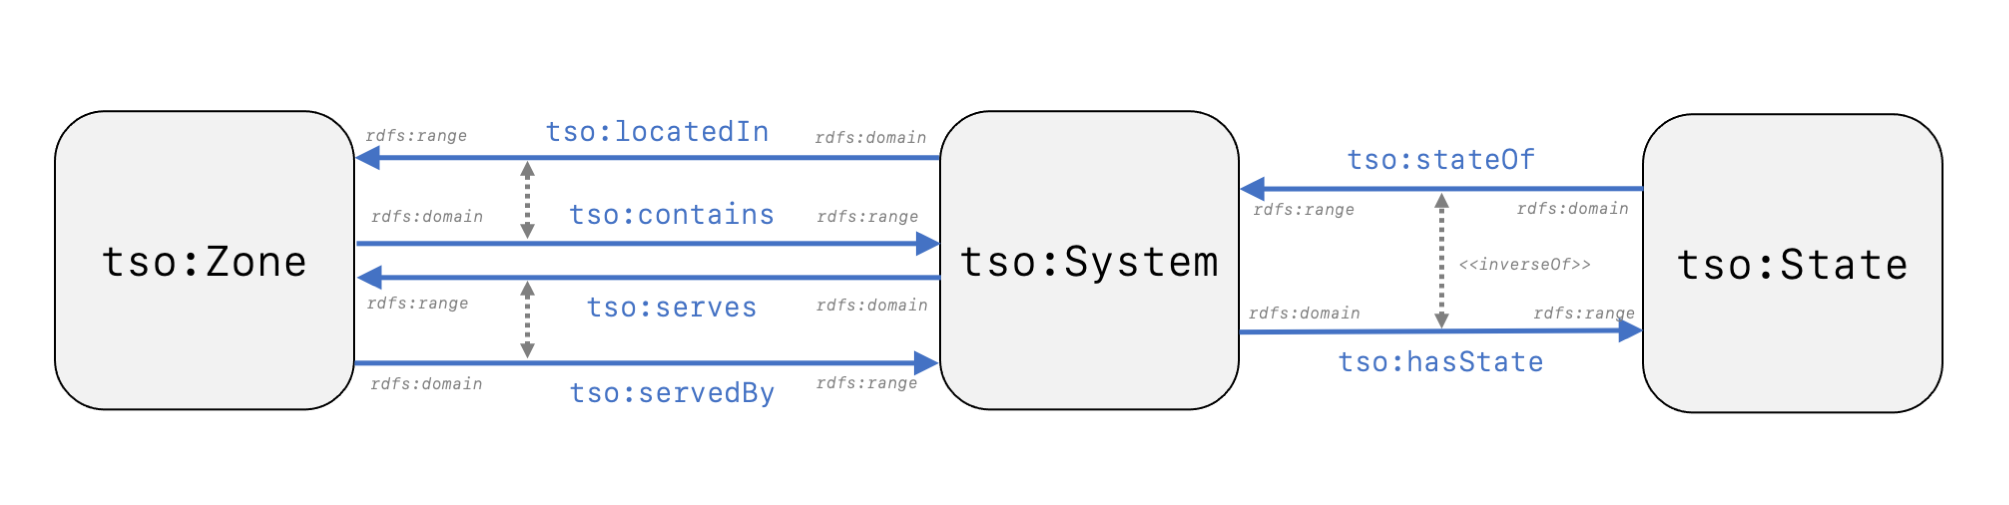 rdfs:range tso:locatedIn rdfs:domain
rdfs:domain tso:contains rdfs:range
tso:Zone
rdfs:range tso:serves rdfs:domain
rdfs:domain tso:servedBy rdfs:range
tso:System
tso:stateOf
rdfs:range rdfs:domain
<<inverseOf>>
rdfs:domain rdfs:range
tso:hasState
tso:State